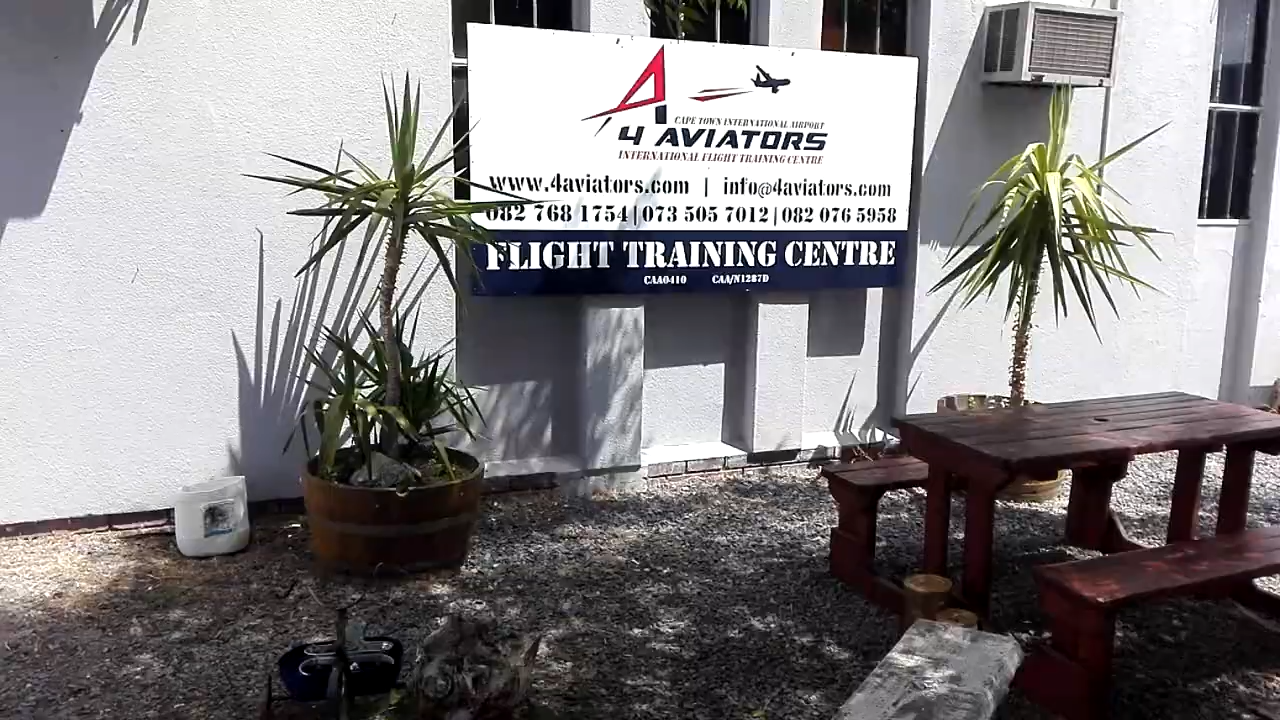 CAPE TOWN INTERNATIONAL AIRPORT
4 AVIATORS
INTERNATIONAL FLIGHT TRAINING CENTRE
www.4aviators.com | info@4aviators.com
082 768 1754|073 505 7012|082 076 5958
FLIGHT TRAINING CENTRE
CAA0410 CAA/N1287D